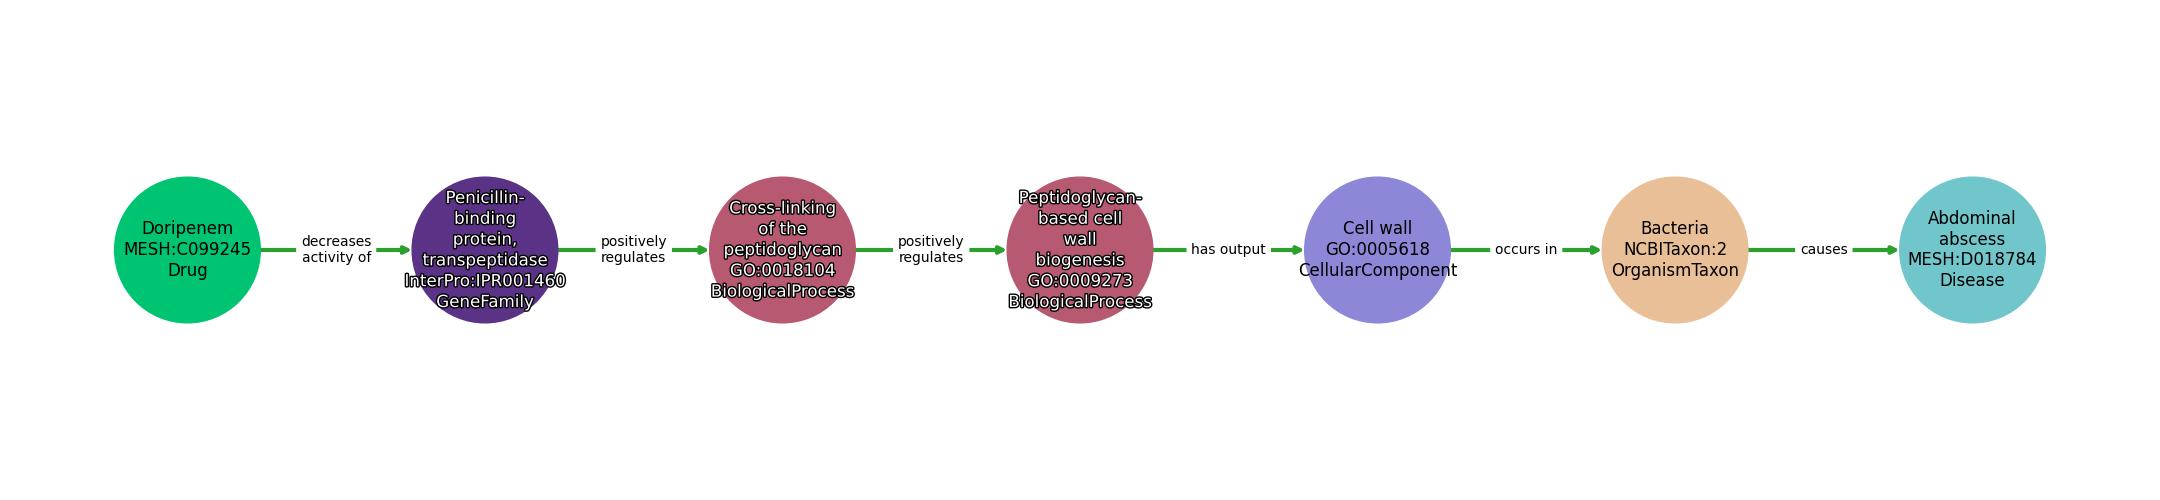 Doripenem
MESH:C099245
Drug
decreases
activity of
Penicillin-
binding
protein,
transpeptidase
InterPro:IPR001460
GeneFamily
positively
regulates
Cross-linking
of the
peptidoglycan
GO:0018104
BiologicalProcess
positively
regulates
Peptidoglycan-
based cell
wall
biogenesis
GO:0009273
BiologicalProcess
has output
Cell wall
GO:0005618
CellularComponent
occurs in
Bacteria
NCBITaxon:2
OrganismTaxon
causes
Abdominal
abscess
MESH:D018784
Disease